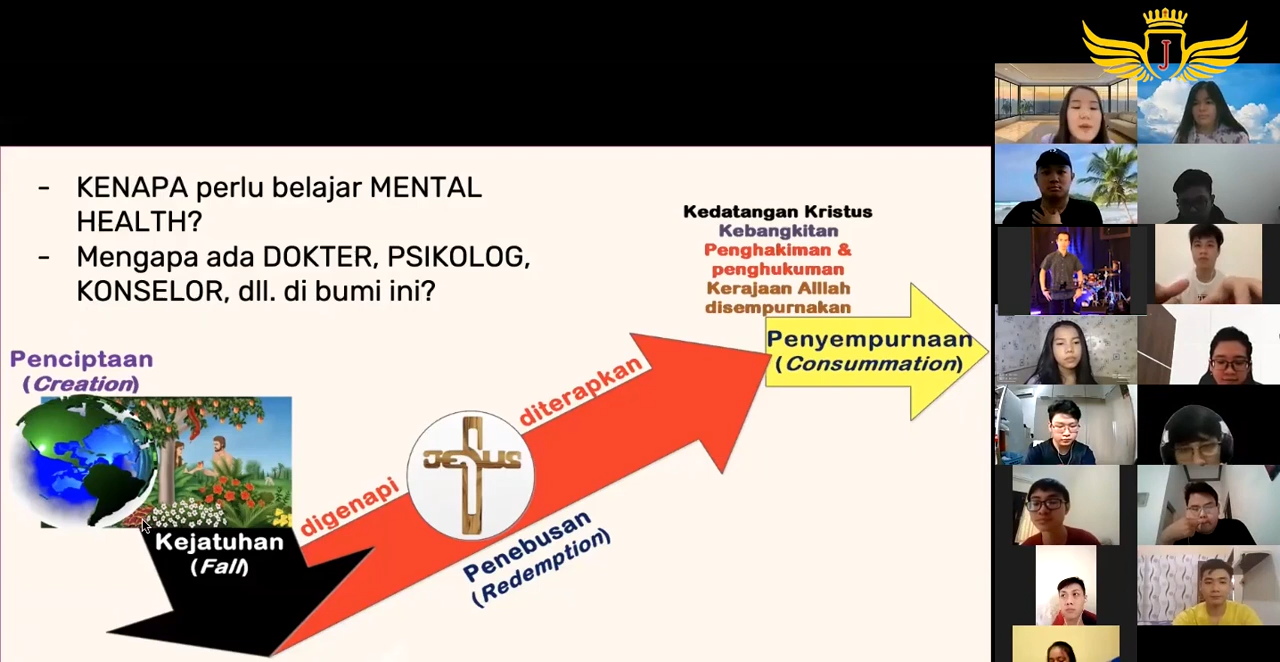 J
- KENAPA perlu belajar MENTAL
HEALTH?
- Mengapa ada DOKTER, PSIKOLOG,
KONSELOR, dll. di bumi ini?
Kedatangan Kristus
Kebangkitan
Penghakiman &
penghukuman
Kerajaan Alllah
disempurnakan
Penyempurnaan
(Consummation)
Penciptaan
(Creation)
diterapkan
JESUS
digenapi
Penebusan
(Redemption)
Kejatuhan
(Fall)